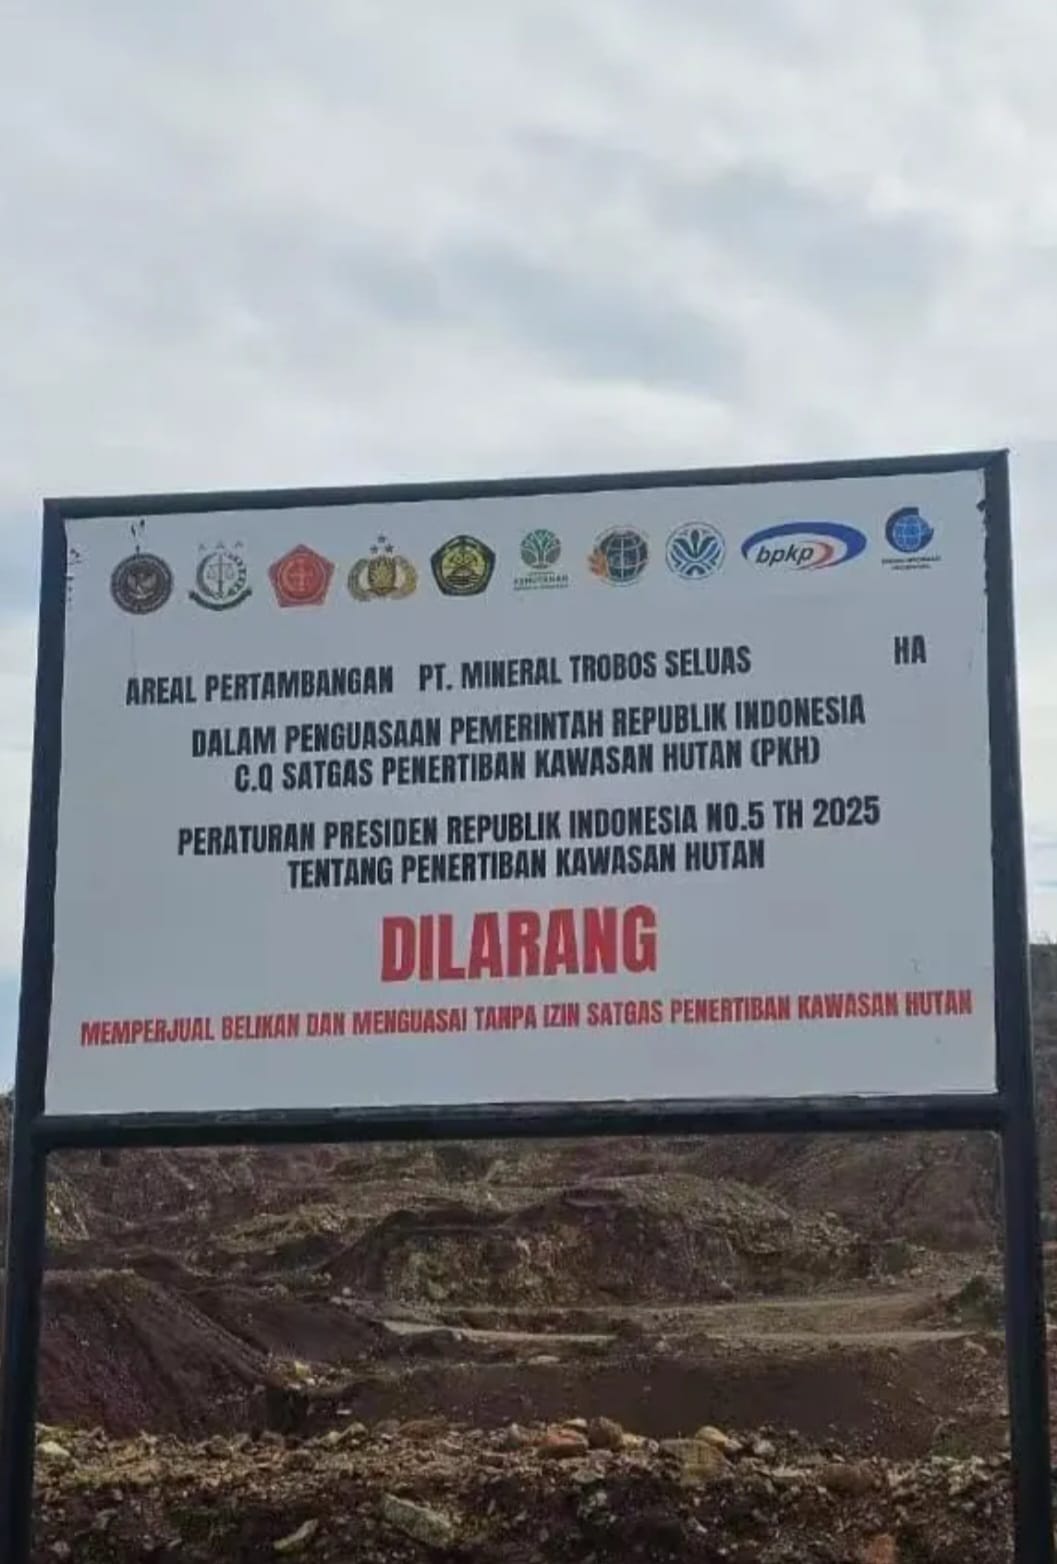 KEHUTANAN
bpkp
AREAL PERTAMBANGAN PT. MINERAL TROBOS SELUAS HA
DALAM PENGUASAAN PEMERINTAH REPUBLIK INDONESIA
C.Q SATGAS PENERTIBAN KAWASAN HUTAN (PKH)
PERATURAN PRESIDEN REPUBLIK INDONESIA NO.5 TH 2025
TENTANG PENERTIBAN KAWASAN HUTAN
DILARANG
MEMPERJUAL BELIKAN DAN MENGUASAI TANPA IZIN SATGAS PENERTIBAN KAWASAN HUTAN